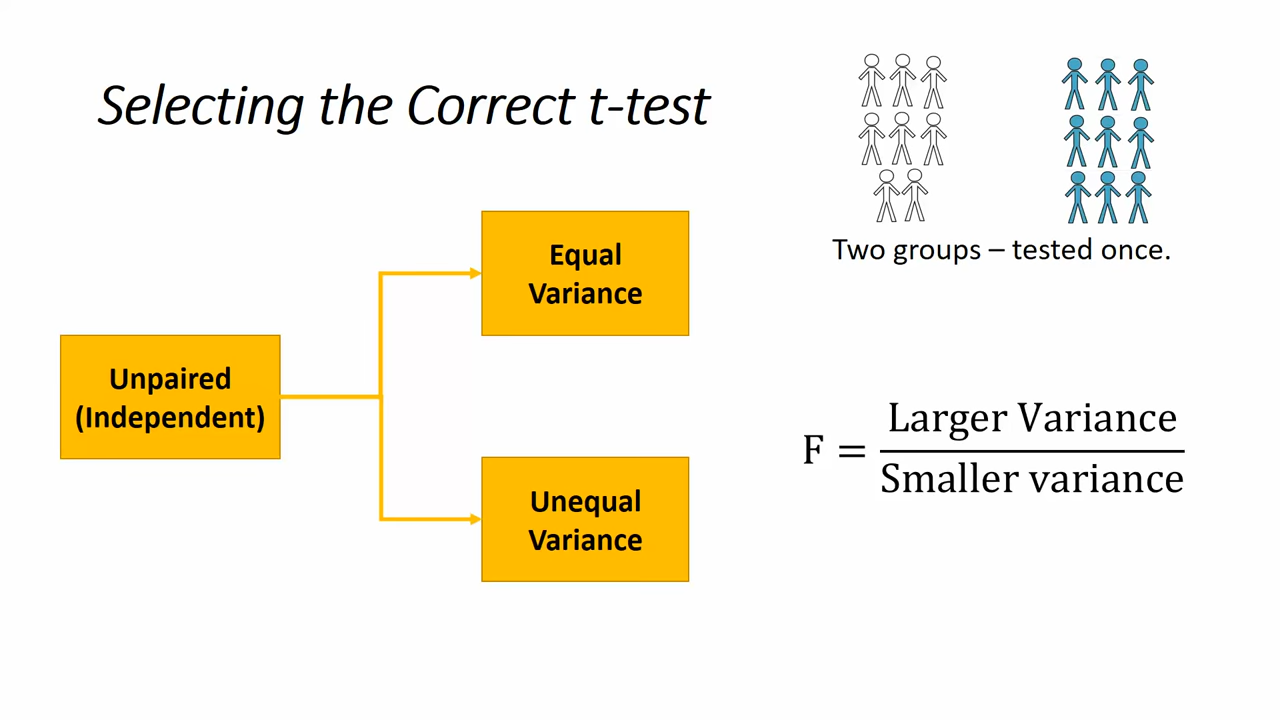 Selecting the Correct t-test
Two groups – tested once.
Equal
Variance
Unpaired
(Independent)
Unequal
Variance
F = Larger Variance / Smaller variance